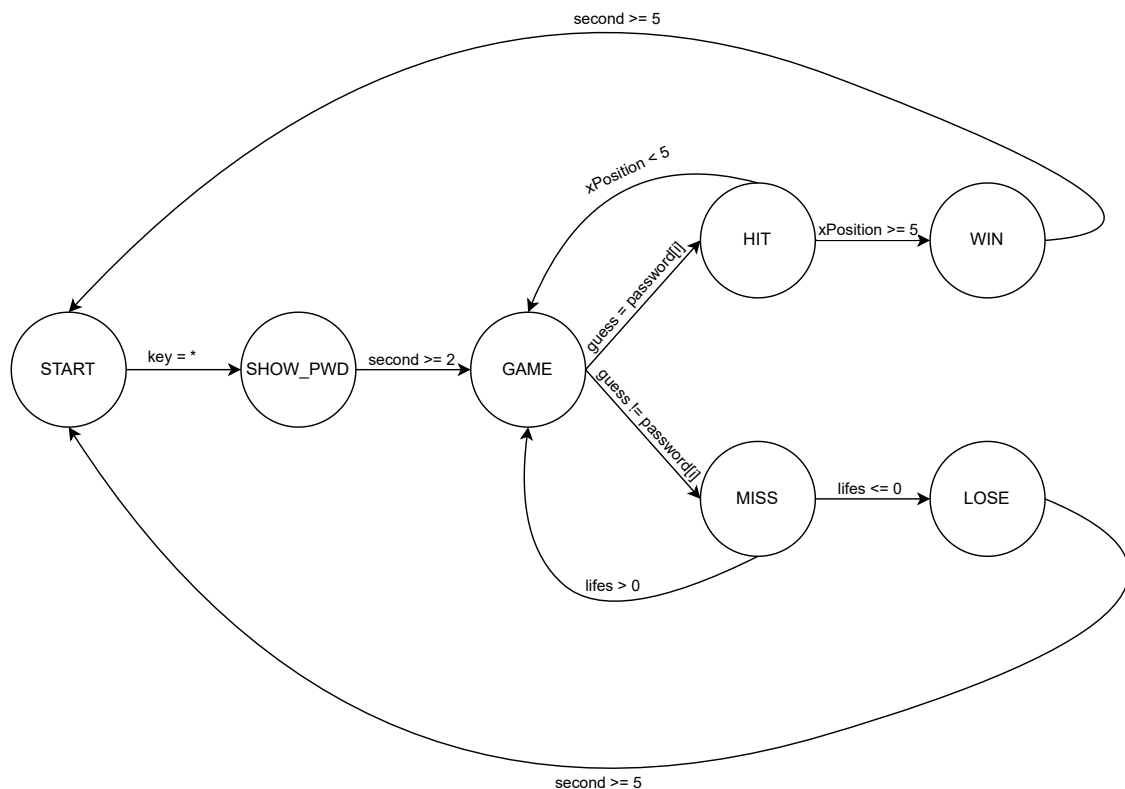 second >= 5
xPosition < 5
HIT
xPosition >= 5
WIN
guess = password[i]
START
key = *
SHOW_PWD
second >= 2
GAME
guess != password[i]
MISS
lifes <= 0
LOSE
lifes > 0
second >= 5